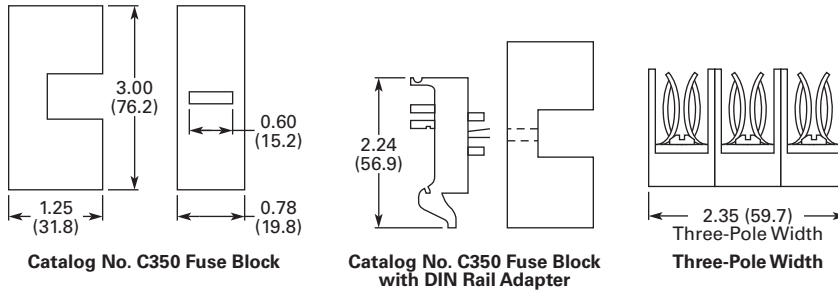 3.00
(76.2)
0.60
(15.2)
1.25
(31.8)
0.78
(19.8)
Catalog No. C350 Fuse Block
2.24
(56.9)
Catalog No. C350 Fuse Block
with DIN Rail Adapter
2.35 (59.7)
Three-Pole Width
Three-Pole Width